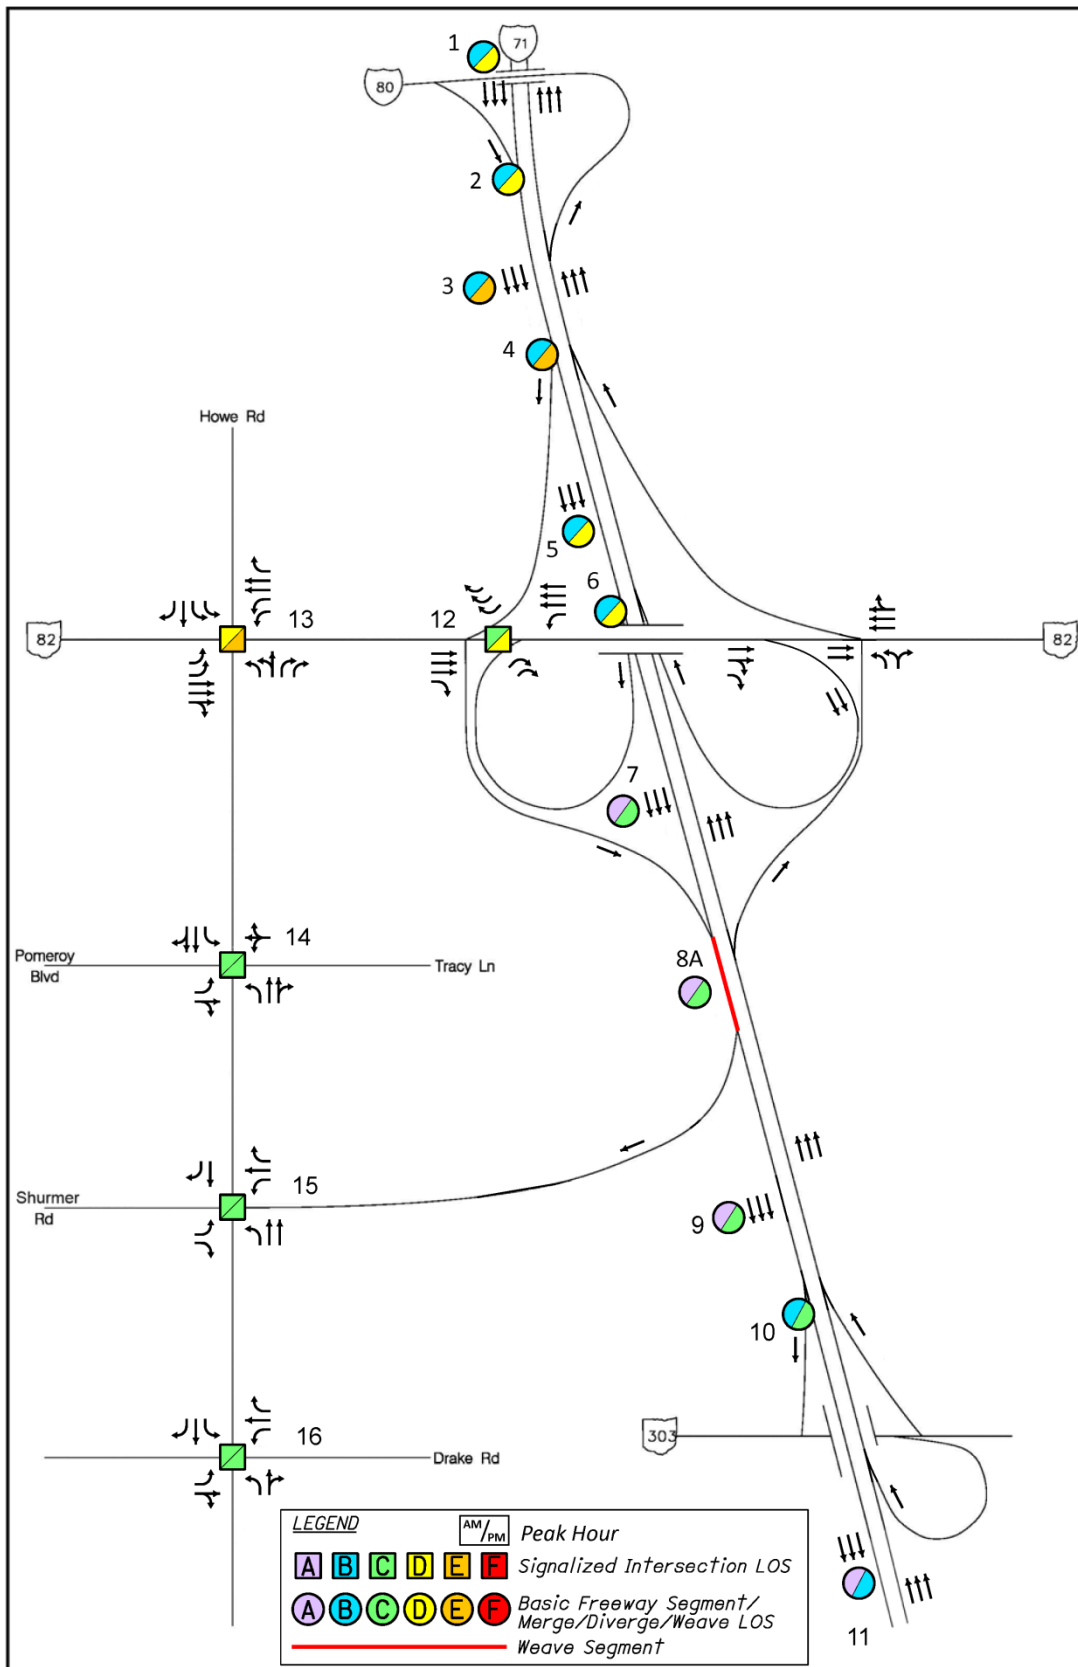 1
71
80
2
3
4
Howe Rd
5
6
13
12
82
82
7
14
8A
Pomeroy
Blvd
Tracy Ln
15
Shurmer
Rd
9
10
303
16
Drake Rd
LEGEND
AM/PM Peak Hour
A B C D E F Signalized Intersection LOS
A B C D E F Basic Freeway Segment/
Merge/Diverge/Weave LOS
Weave Segment
11